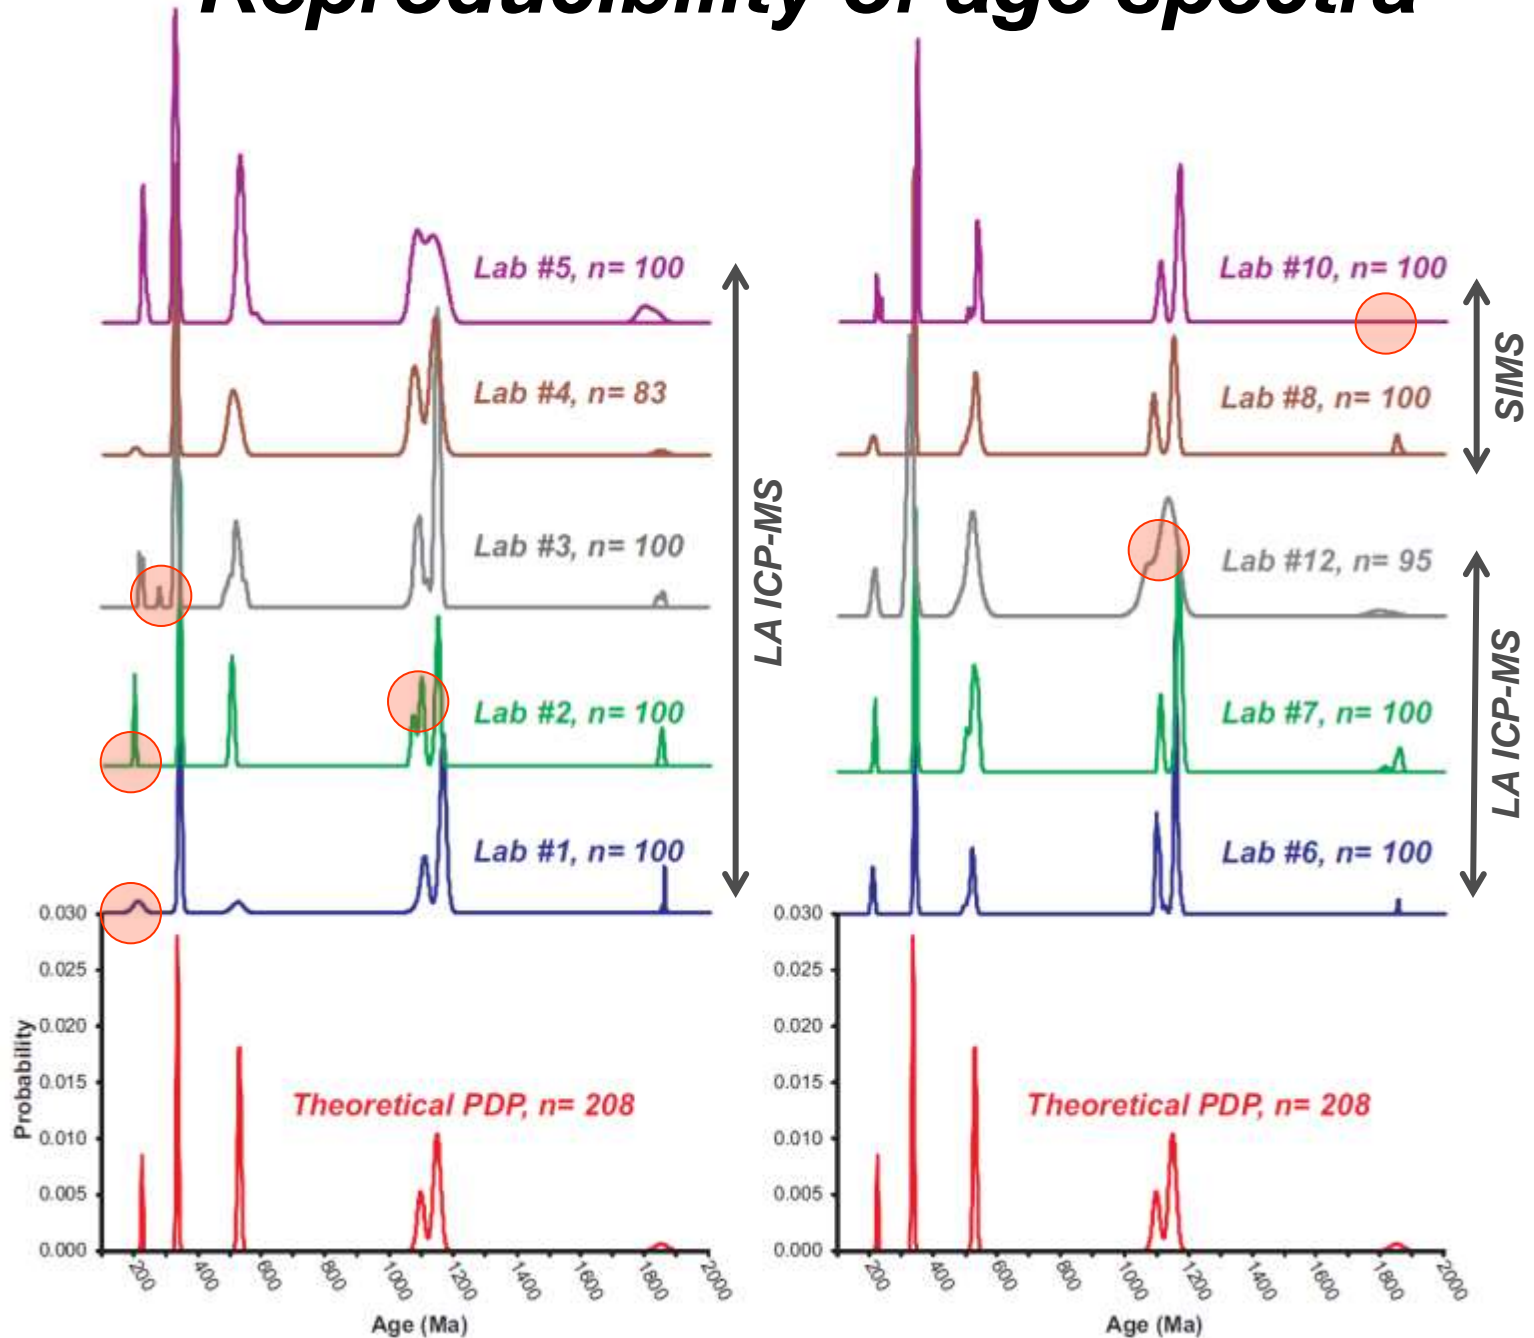 Reproducibility of age spectra
Lab #5, n= 100
Lab #4, n= 83
Lab #3, n= 100
Lab #2, n= 100
Lab #1, n= 100
LA ICP-MS
0.030
0.025
0.020
0.015
0.010
0.005
0.000
Probability
Theoretical PDP, n= 208
200
400
600
800
1000
1200
1400
1600
1800
2000
Age (Ma)
Lab #10, n= 100
Lab #8, n= 100
Lab #12, n= 95
Lab #7, n= 100
Lab #6, n= 100
SIMS
LA ICP-MS
0.030
0.025
0.020
0.015
0.010
0.005
0.000
Theoretical PDP, n= 208
200
400
600
800
1000
1200
1400
1600
1800
2000
Age (Ma)